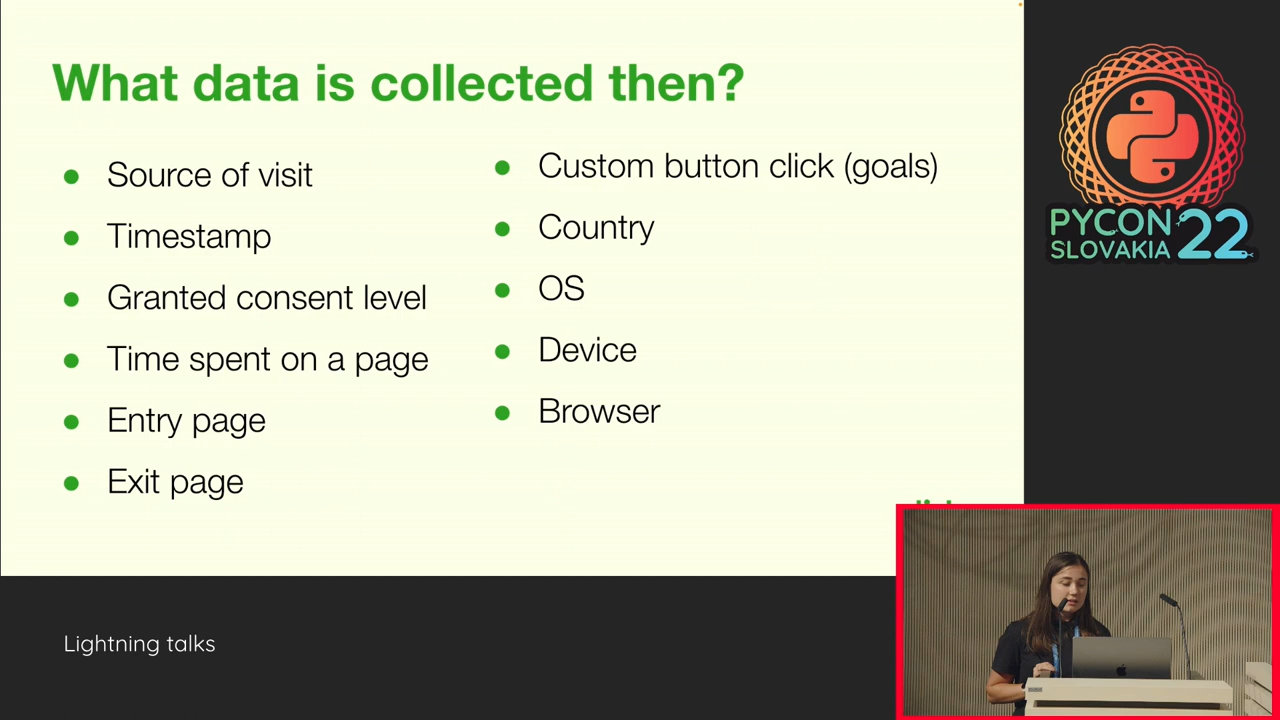 What data is collected then?
Source of visit
Timestamp
Granted consent level
Time spent on a page
Entry page
Exit page
Custom button click (goals)
Country
OS
Device
Browser
PYCON
SLOVAKIA 22
Lightning talks